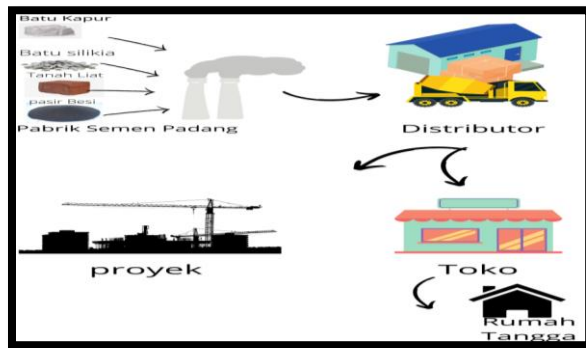 Batu Kapur
Batu silikia
Tanah Liat
pasir Besi
Pabrik Semen Padang
Distributor
proyek
Toko
Rumah
Tangga